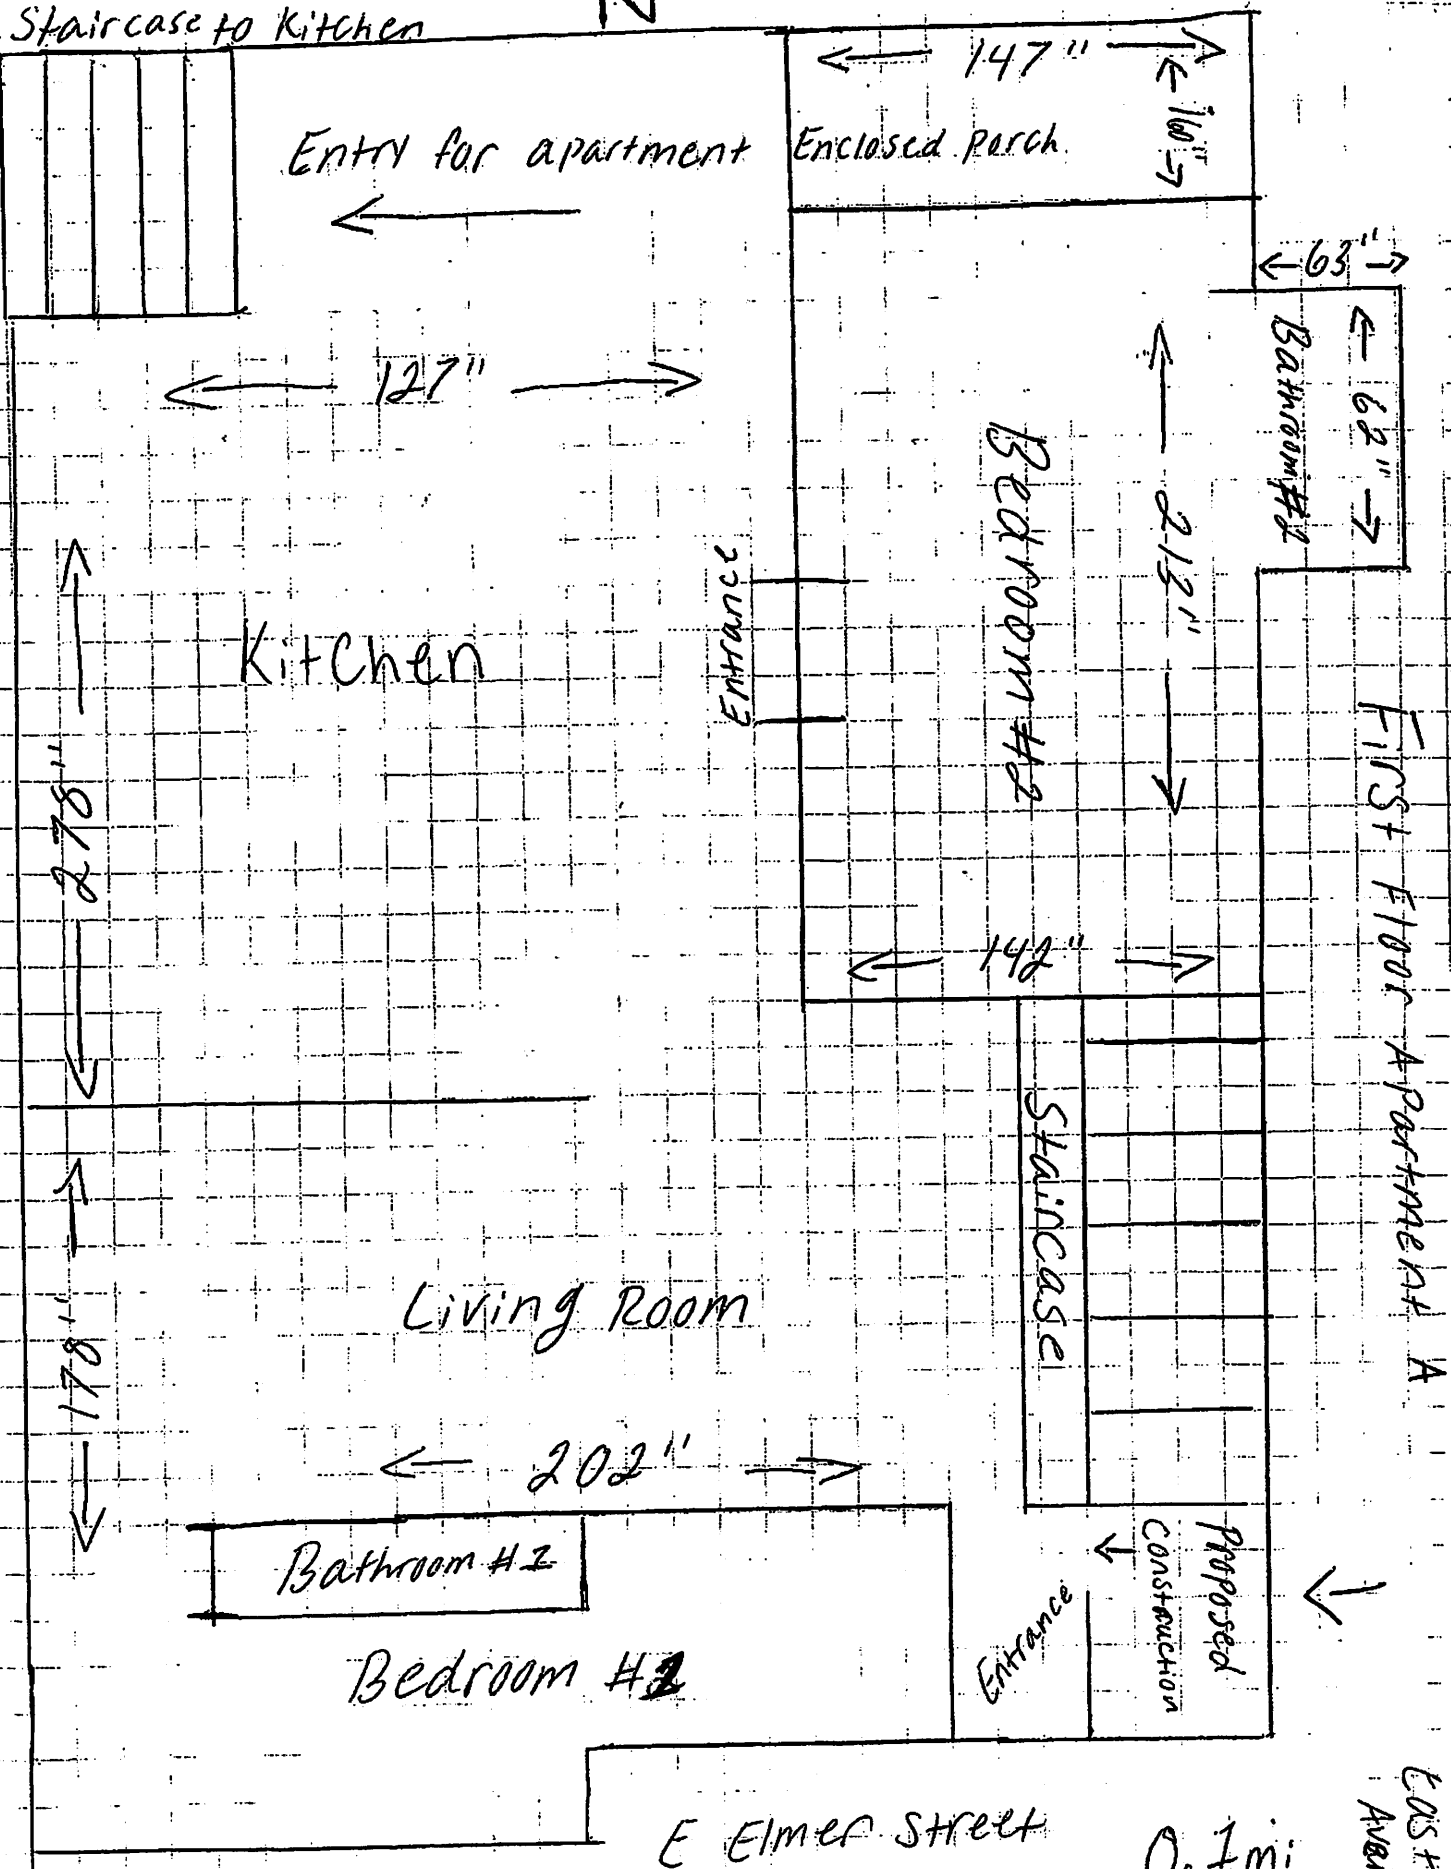 Staircase to Kitchen
N
147"
Entry for apartment
Enclosed Porch
63"
62"
Bathroom #2
127"
Bedroom #2
213"
Entrance
Kitchen
278"
First Floor Apartment A
142"
Staircase
Living Room
178"
202"
Bathroom #1
Proposed
Construction
Entrance
Bedroom #2
E Elmer Street
0.1mi